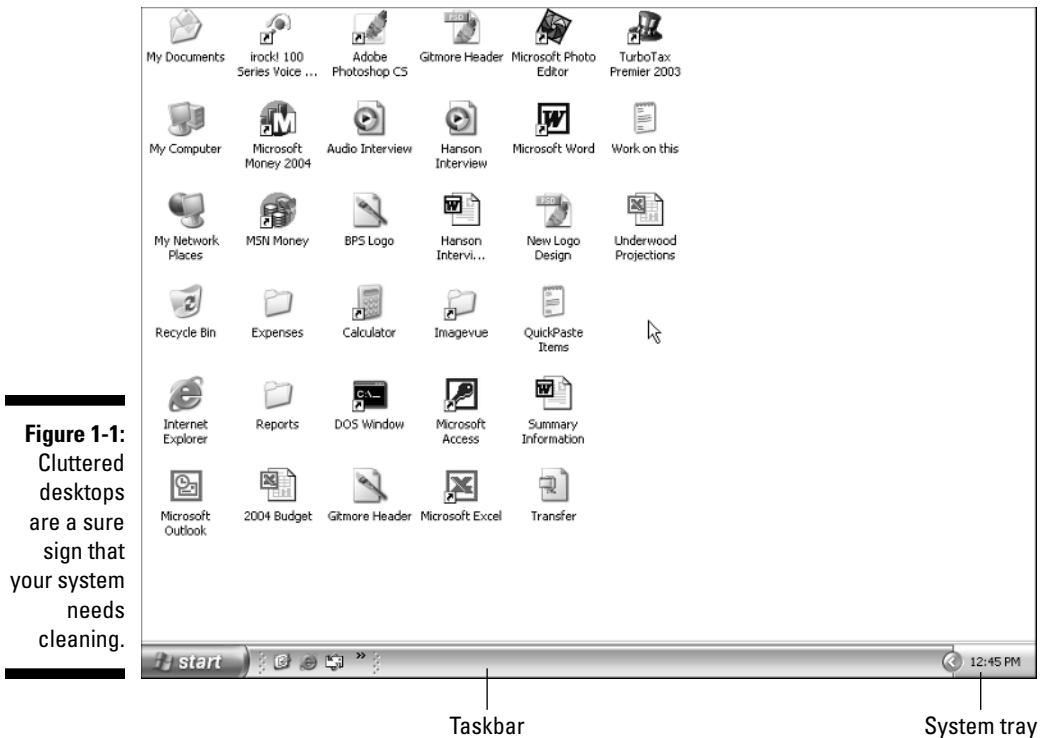 My Documents
irock! 100
Series Voice ...
Adobe
Photoshop CS
Gitmore Header
Microsoft Photo
Editor
TurboTax
Premier 2003
My Computer
Microsoft
Money 2004
Audio Interview
Hanson
Interview
Microsoft Word
Work on this
My Network
Places
MSN Money
BPS Logo
Hanson
Intervi...
New Logo
Design
Underwood
Projections
Recycle Bin
Expenses
Calculator
Imagevue
QuickPaste
Items
Internet
Explorer
Reports
C:\_
DOS Window
Microsoft
Access
Summary
Information
Microsoft
Outlook
2004 Budget
Gitmore Header
Microsoft Excel
Transfer
start
»
12:45 PM
Figure 1-1:
Cluttered
desktops
are a sure
sign that
your system
needs
cleaning.
Taskbar
System tray